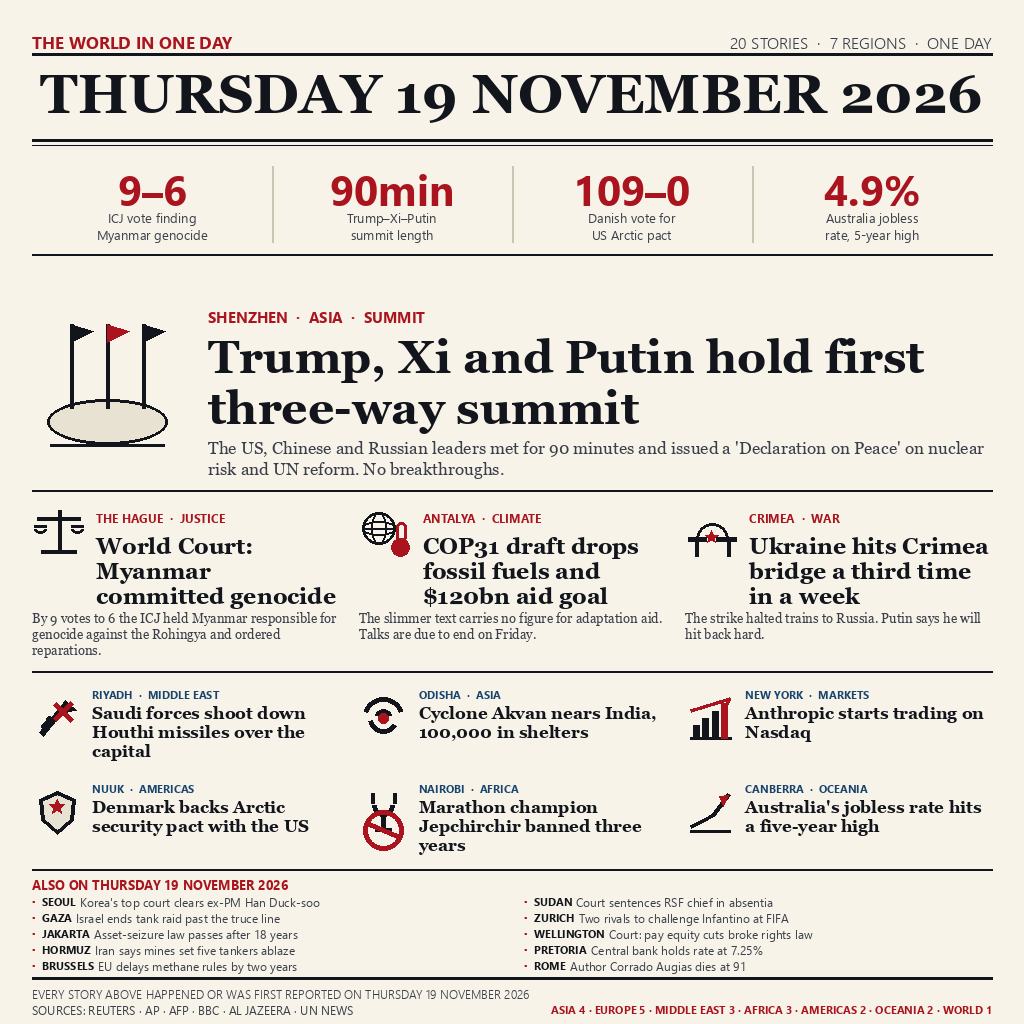 THE WORLD IN ONE DAY
20 STORIES · 7 REGIONS · ONE DAY
THURSDAY 19 NOVEMBER 2026
9–6
ICJ vote finding
Myanmar genocide
90min
Trump–Xi–Putin
summit length
109–0
Danish vote for
US Arctic pact
4.9%
Australia jobless
rate, 5-year high
SHENZHEN · ASIA · SUMMIT
Trump, Xi and Putin hold first
three-way summit
The US, Chinese and Russian leaders met for 90 minutes and issued a 'Declaration on Peace' on nuclear
risk and UN reform. No breakthroughs.
THE HAGUE · JUSTICE
World Court:
Myanmar
committed genocide
By 9 votes to 6 the ICJ held Myanmar responsible for
genocide against the Rohingya and ordered
reparations.
ANTALYA · CLIMATE
COP31 draft drops
fossil fuels and
$120bn aid goal
The slimmer text carries no figure for adaptation aid.
Talks are due to end on Friday.
CRIMEA · WAR
Ukraine hits Crimea
bridge a third time
in a week
The strike halted trains to Russia. Putin says he will
hit back hard.
RIYADH · MIDDLE EAST
Saudi forces shoot down
Houthi missiles over the
capital
ODISHA · ASIA
Cyclone Akvan nears India,
100,000 in shelters
NEW YORK · MARKETS
Anthropic starts trading on
Nasdaq
NUUK · AMERICAS
Denmark backs Arctic
security pact with the US
NAIROBI · AFRICA
Marathon champion
Jepchirchir banned three
years
CANBERRA · OCEANIA
Australia's jobless rate hits
a five-year high
ALSO ON THURSDAY 19 NOVEMBER 2026
· SEOUL Korea's top court clears ex-PM Han Duck-soo
· GAZA Israel ends tank raid past the truce line
· JAKARTA Asset-seizure law passes after 18 years
· HORMUZ Iran says mines set five tankers ablaze
· BRUSSELS EU delays methane rules by two years
· SUDAN Court sentences RSF chief in absentia
· ZURICH Two rivals to challenge Infantino at FIFA
· WELLINGTON Court: pay equity cuts broke rights law
· PRETORIA Central bank holds rate at 7.25%
· ROME Author Corrado Augias dies at 91
EVERY STORY ABOVE HAPPENED OR WAS FIRST REPORTED ON THURSDAY 19 NOVEMBER 2026
SOURCES: REUTERS · AP · AFP · BBC · AL JAZEERA · UN NEWS
ASIA 4 · EUROPE 5 · MIDDLE EAST 3 · AFRICA 3 · AMERICAS 2 · OCEANIA 2 · WORLD 1